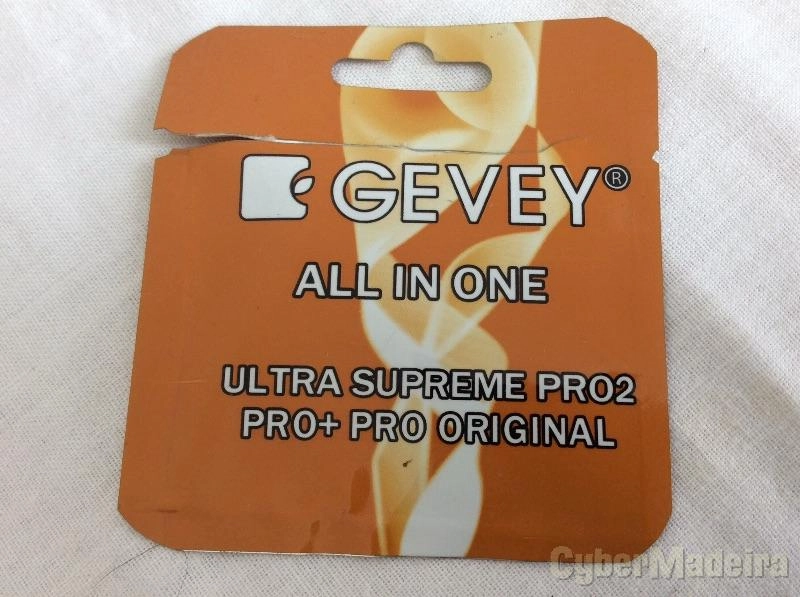 GEVEY®
ALL IN ONE
ULTRA SUPREME PRO2
PRO+ PRO ORIGINAL
CyberMadeira